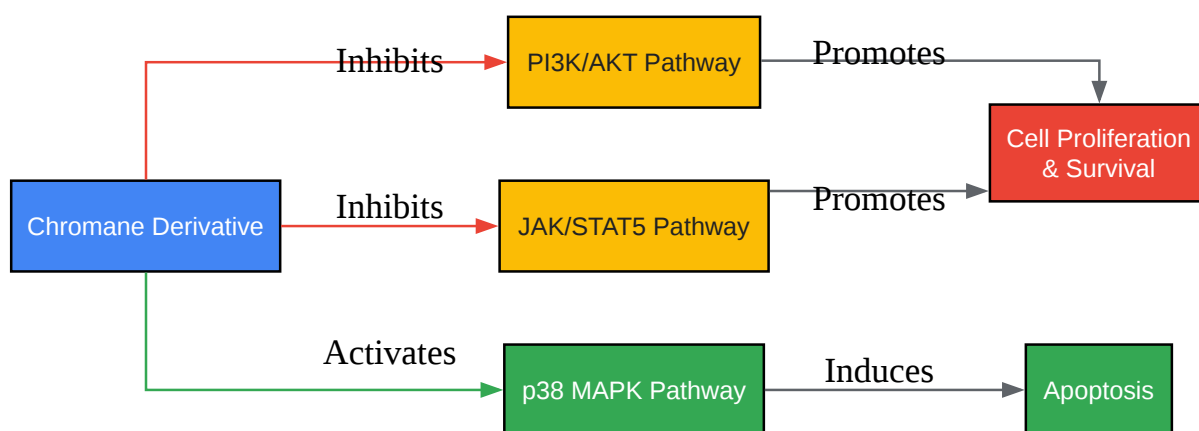 Inhibits
PI3K/AKT Pathway
Promotes
Cell Proliferation
& Survival
Chromane Derivative
Inhibits
JAK/STAT5 Pathway
Promotes
Activates
p38 MAPK Pathway
Induces
Apoptosis